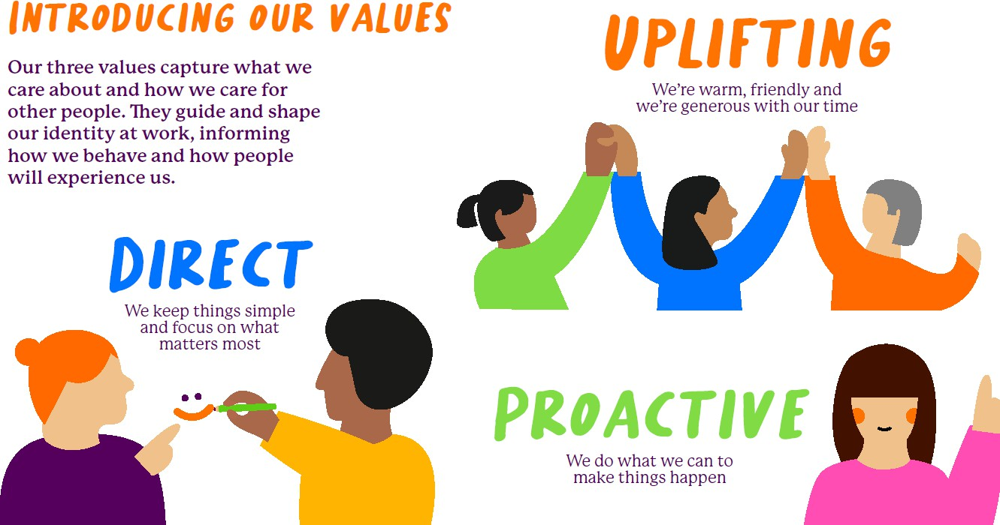 INTRODUCING OUR VALUES
Our three values capture what we
care about and how we care for
other people. They guide and shape
our identity at work, informing
how we behave and how people
will experience us.
UPLIFTING
We’re warm, friendly and
we’re generous with our time
DIRECT
We keep things simple
and focus on what
matters most
PROACTIVE
We do what we can to
make things happen